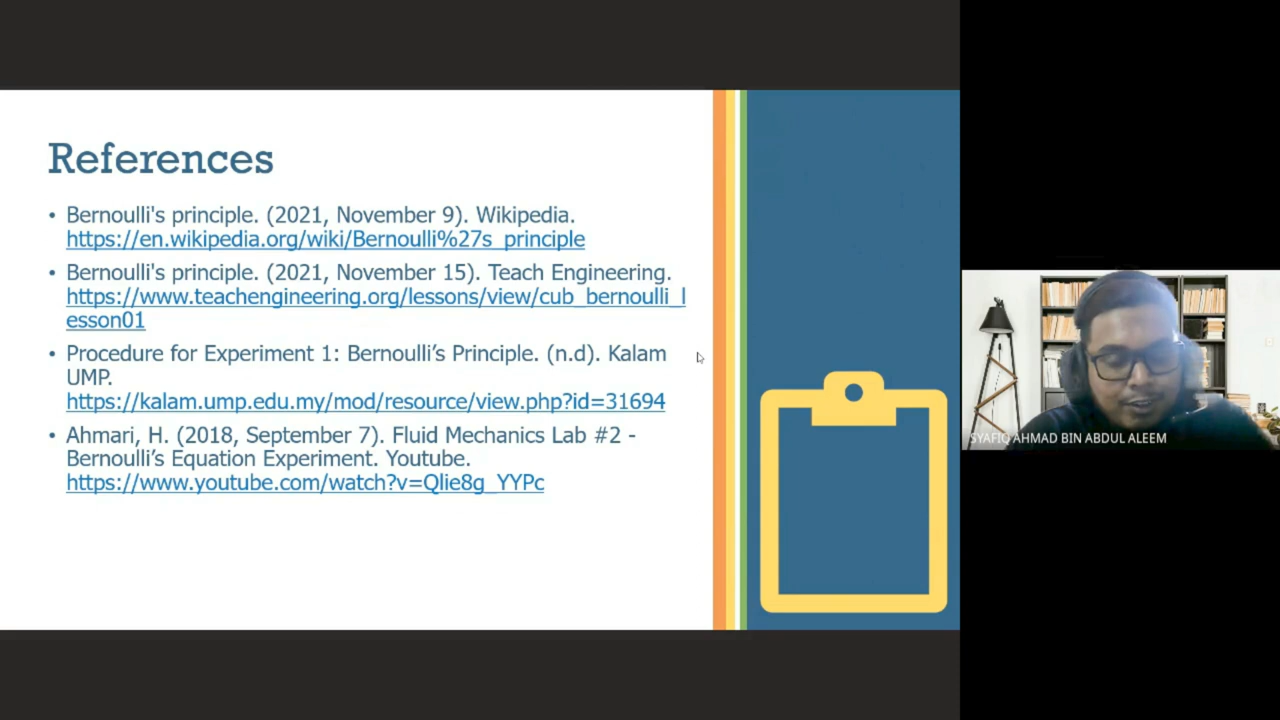 References
• Bernoulli's principle. (2021, November 9). Wikipedia.
https://en.wikipedia.org/wiki/Bernoulli%27s_principle
• Bernoulli's principle. (2021, November 15). Teach Engineering.
https://www.teachengineering.org/lessons/view/cub_bernoulli_l
esson01
• Procedure for Experiment 1: Bernoulli’s Principle. (n.d). Kalam
UMP.
https://kalam.ump.edu.my/mod/resource/view.php?id=31694
• Ahmari, H. (2018, September 7). Fluid Mechanics Lab #2 -
Bernoulli’s Equation Experiment. Youtube.
https://www.youtube.com/watch?v=Qlie8g_YYPc
SYAFIQ AHMAD BIN ABDUL ALEEM